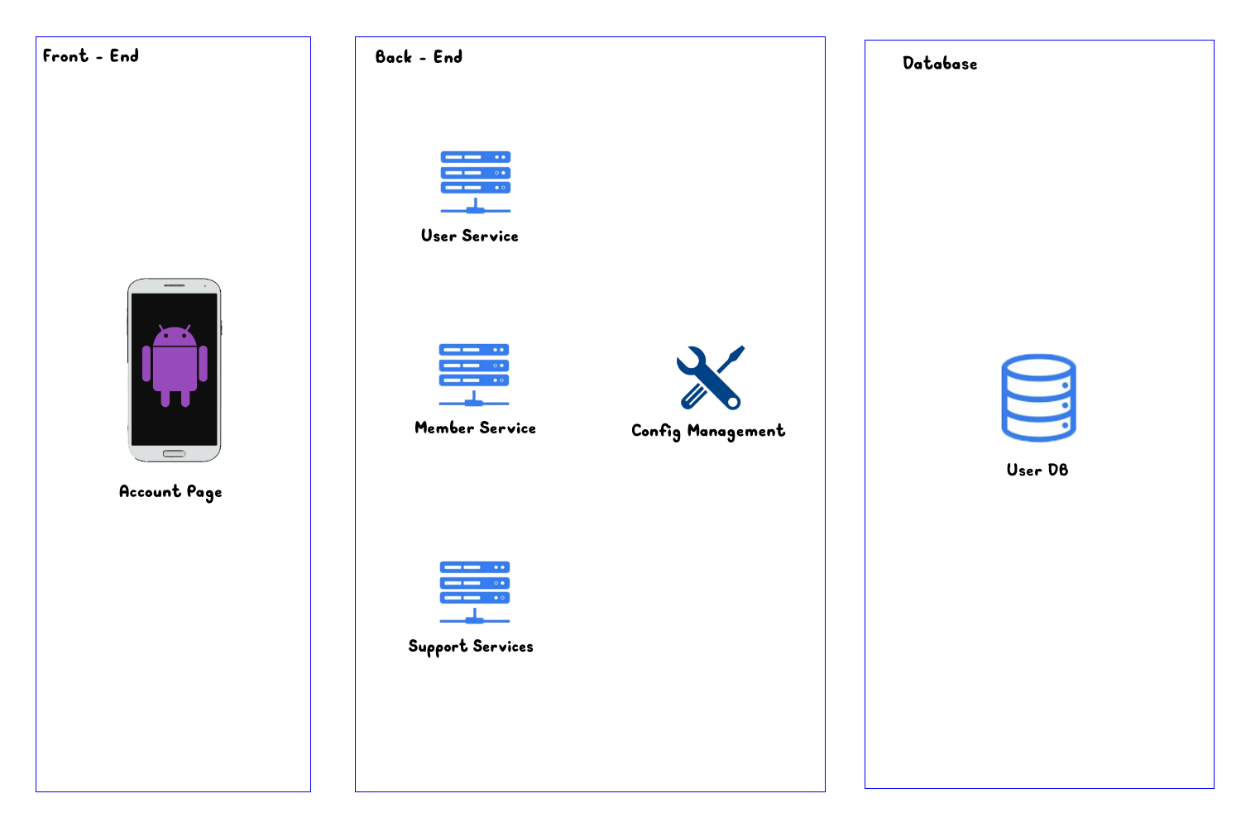 Front - End
Account Page
Back - End
User Service
Member Service
Config Management
Support Services
Database
User DB